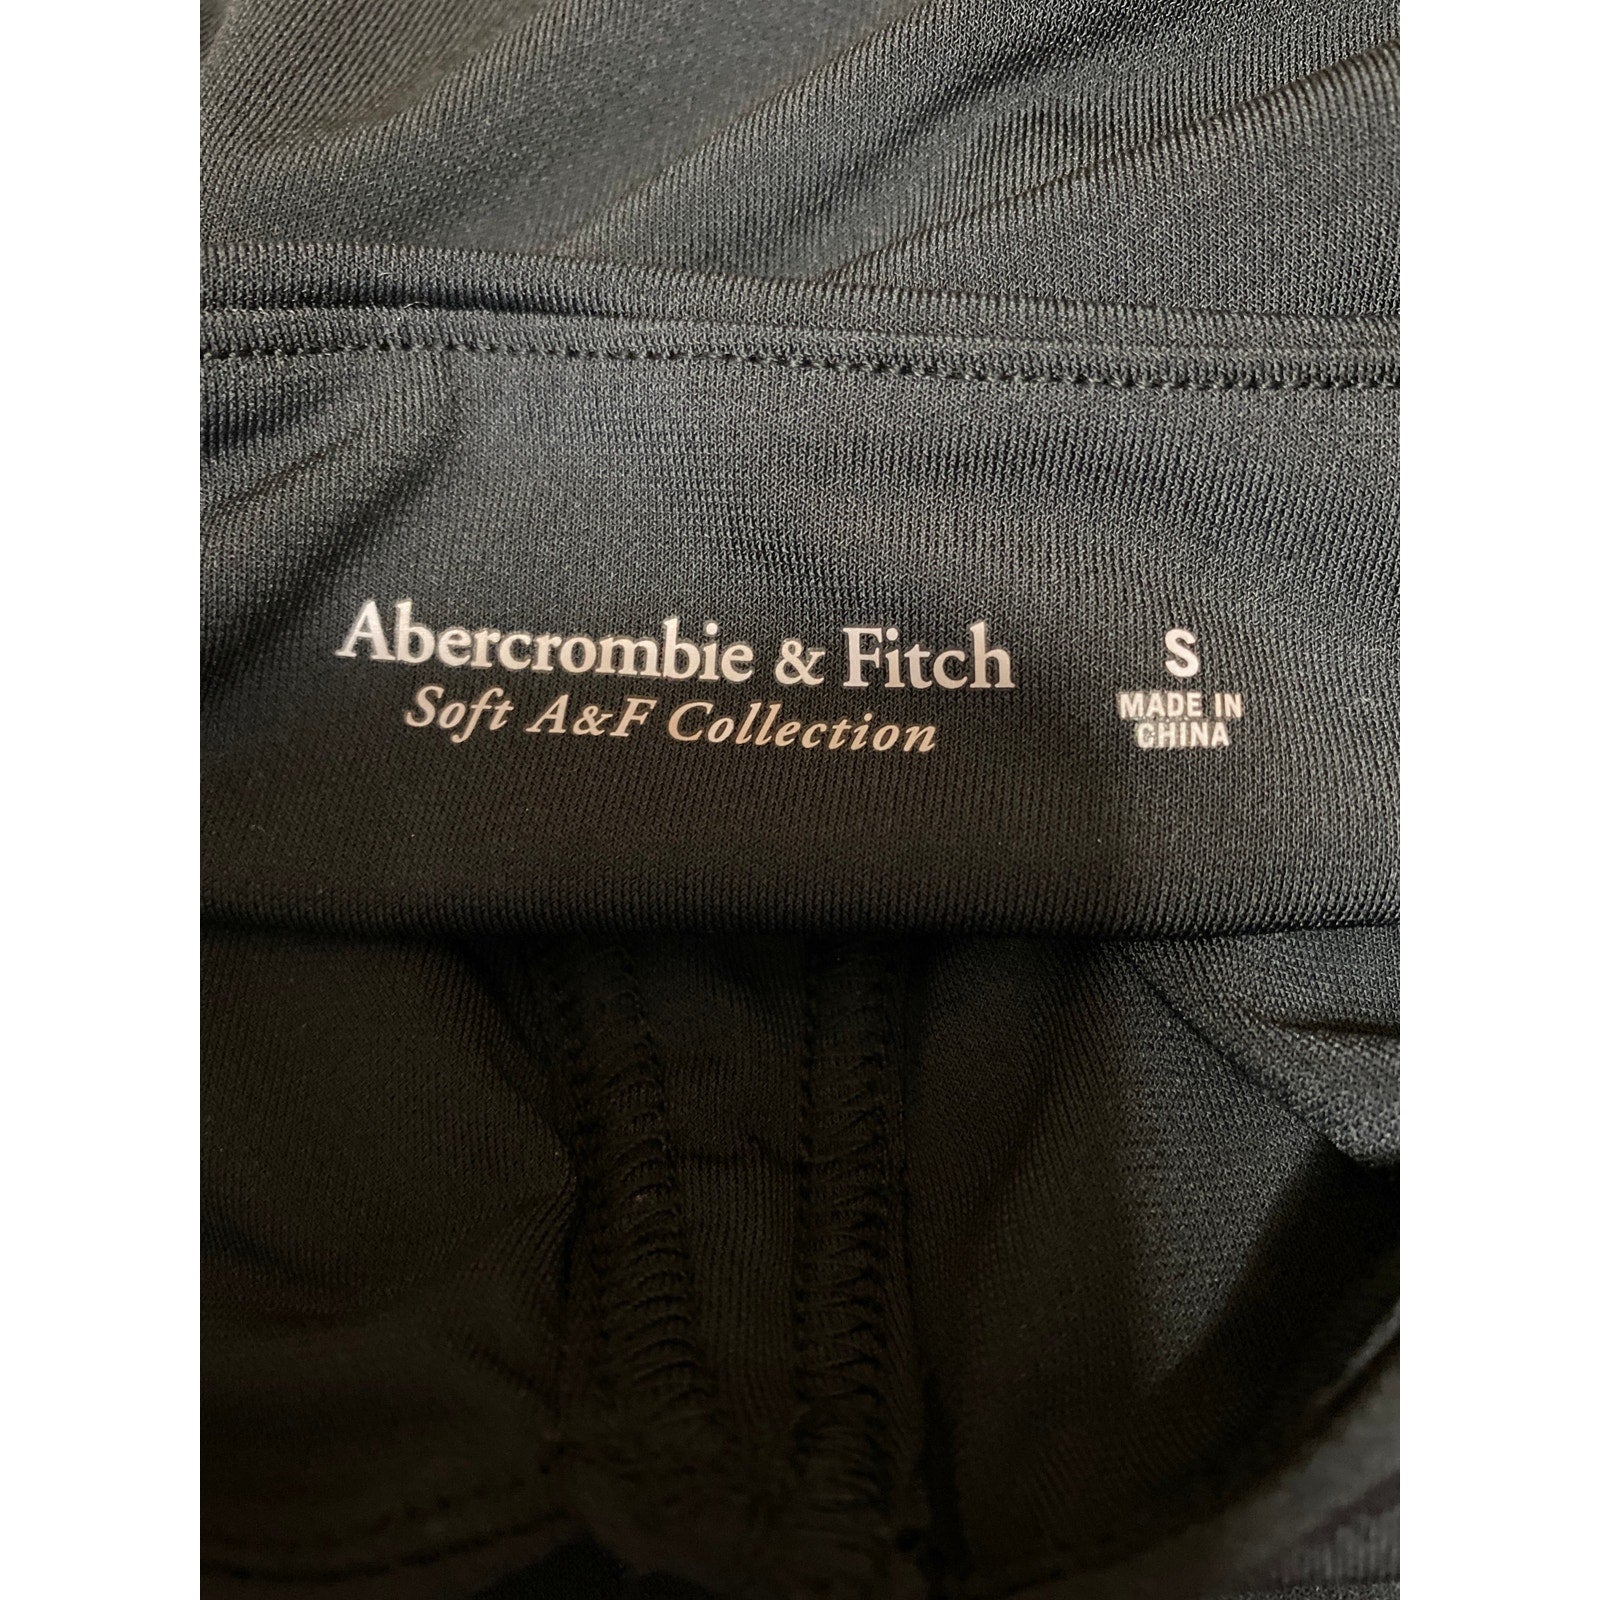 Abercrombie & Fitch
Soft A&F Collection
S
MADE IN
CHINA